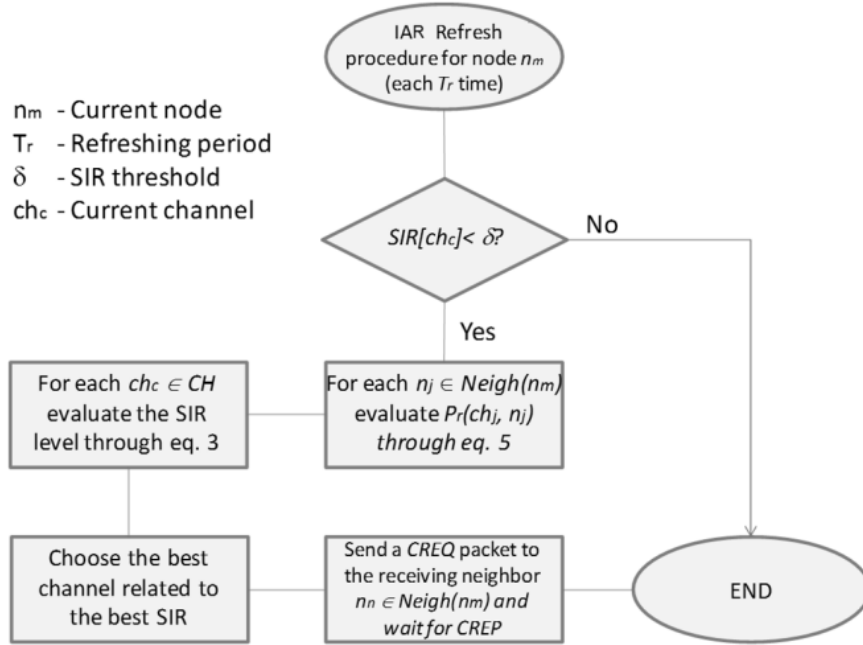 IAR Refresh
procedure for node nm
(each Tr time)
nm - Current node
Tr - Refreshing period
δ - SIR threshold
chc - Current channel
SIR[chc]< δ?
No
Yes
For each chc ∈ CH
evaluate the SIR
level through eq. 3
For each nj ∈ Neigh(nm)
evaluate Pr(chj, nj)
through eq. 5
Choose the best
channel related to
the best SIR
Send a CREQ packet to
the receiving neighbor
nn ∈ Neigh(nm) and
wait for CREP
END